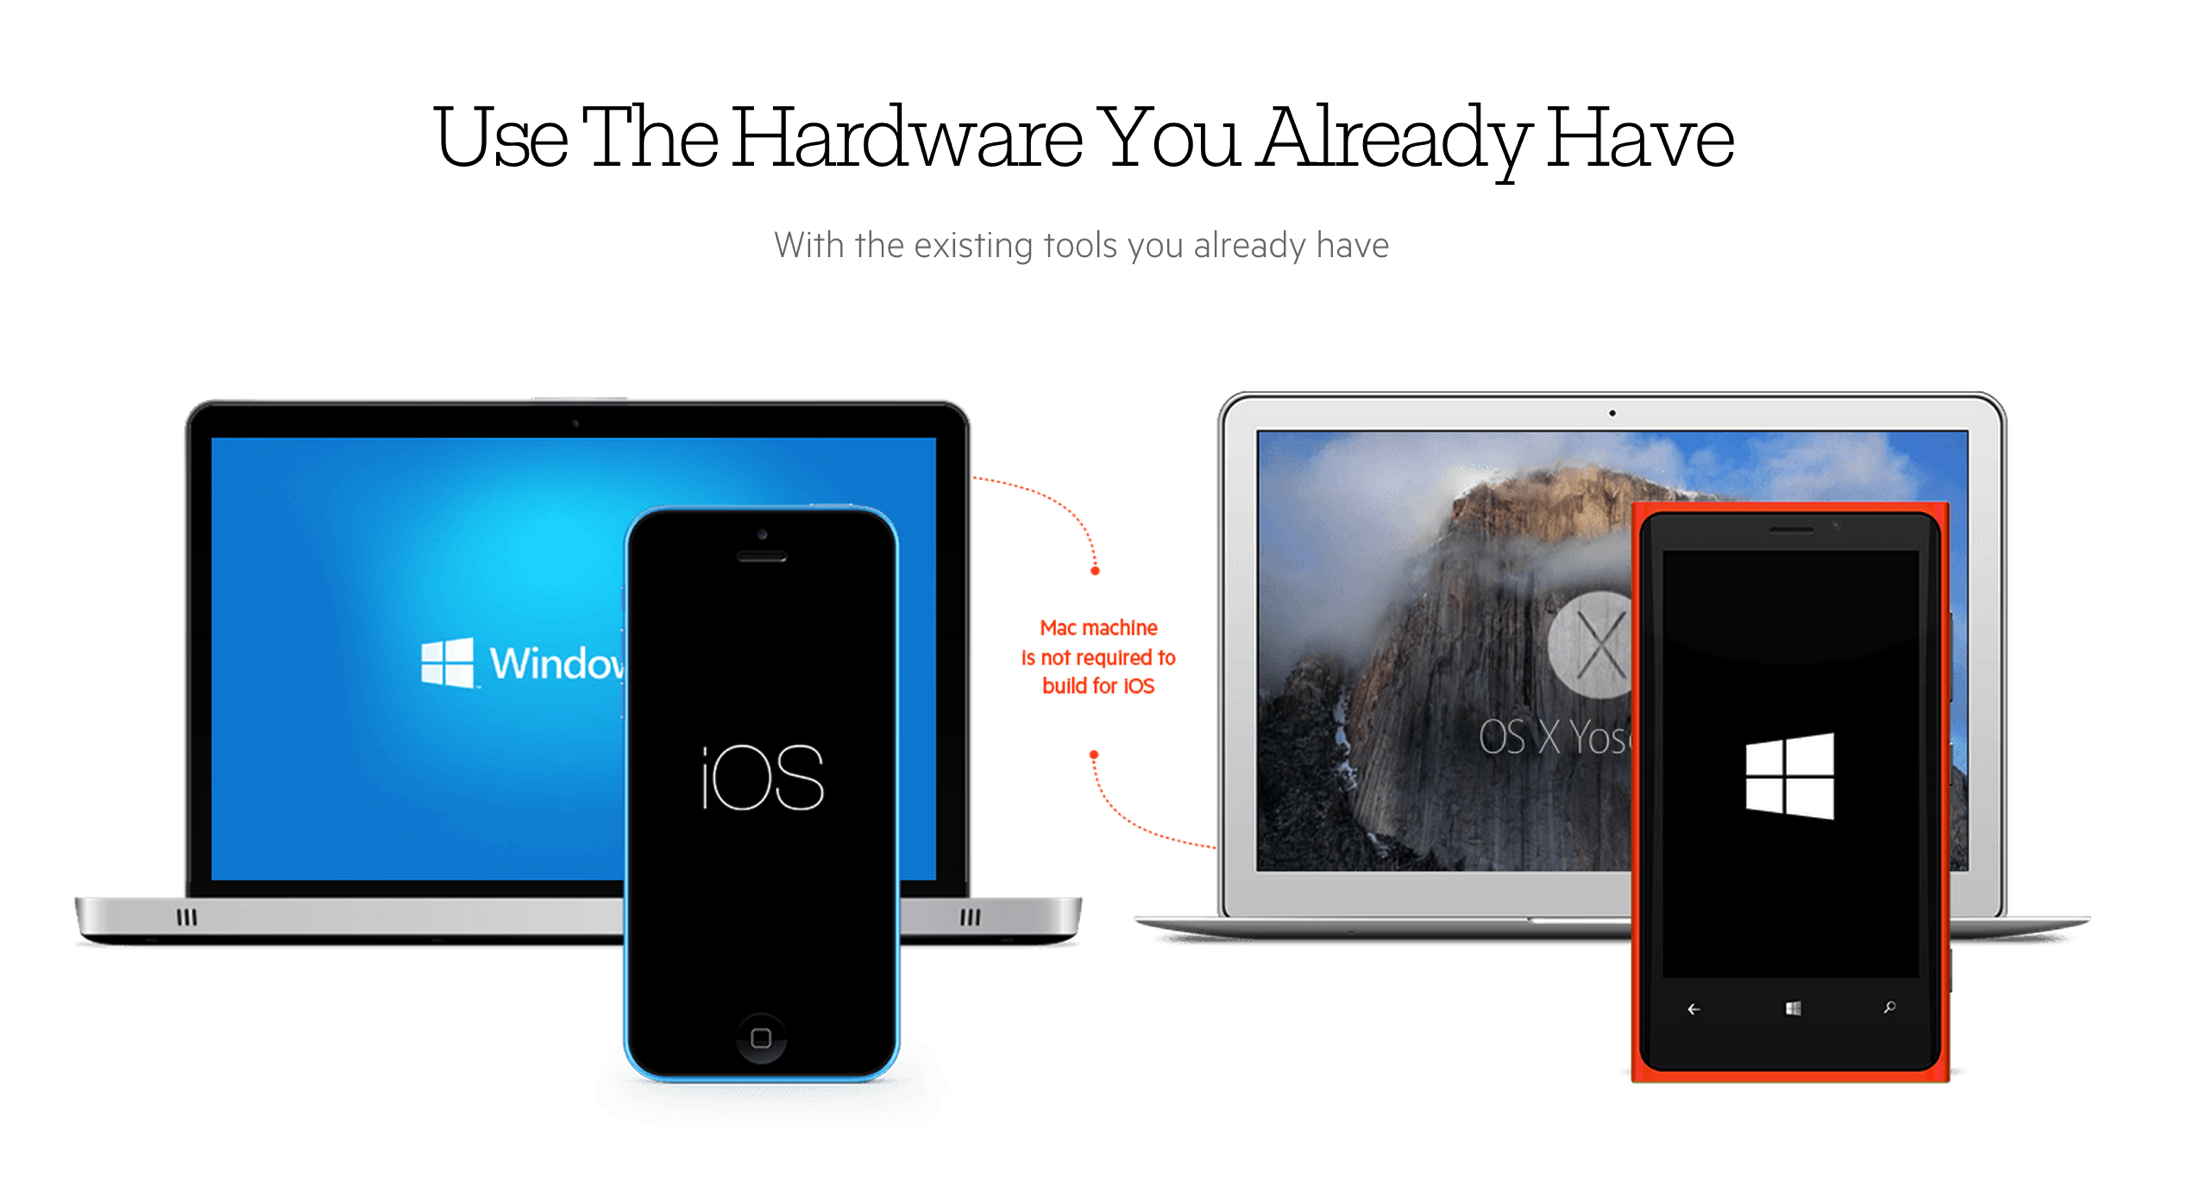 Use The Hardware You Already Have
With the existing tools you already have
Windov
iOS
Mac machine
is not required to
build for iOS
X
OS X Yose